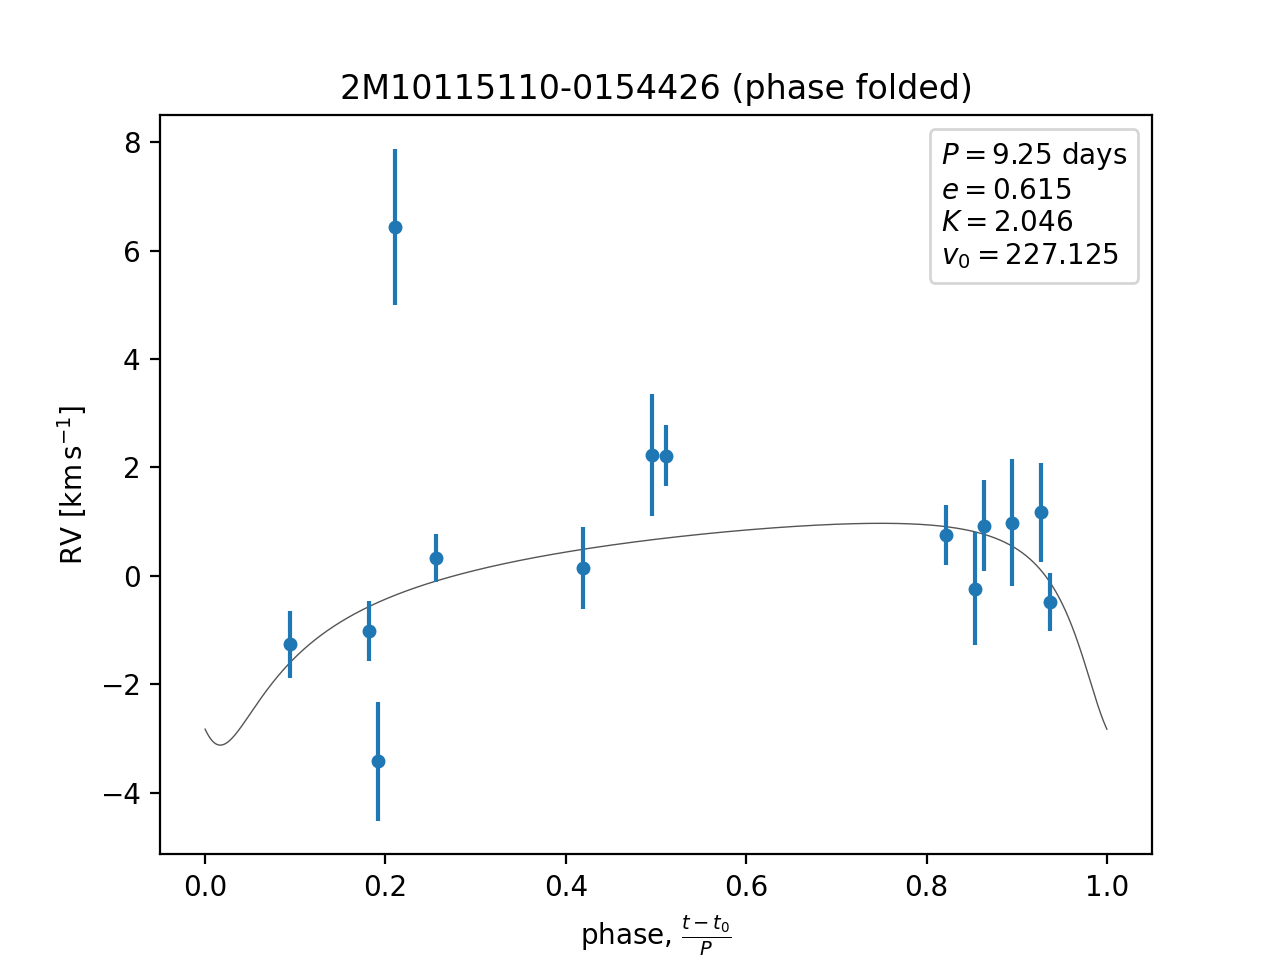 2M10115110-0154426 (phase folded)
8
6
4
2
0
−2
−4
RV [km s⁻¹]
P = 9.25 days
e = 0.615
K = 2.046
v₀ = 227.125
0.0 0.2 0.4 0.6 0.8 1.0
phase, (t − t₀)/P